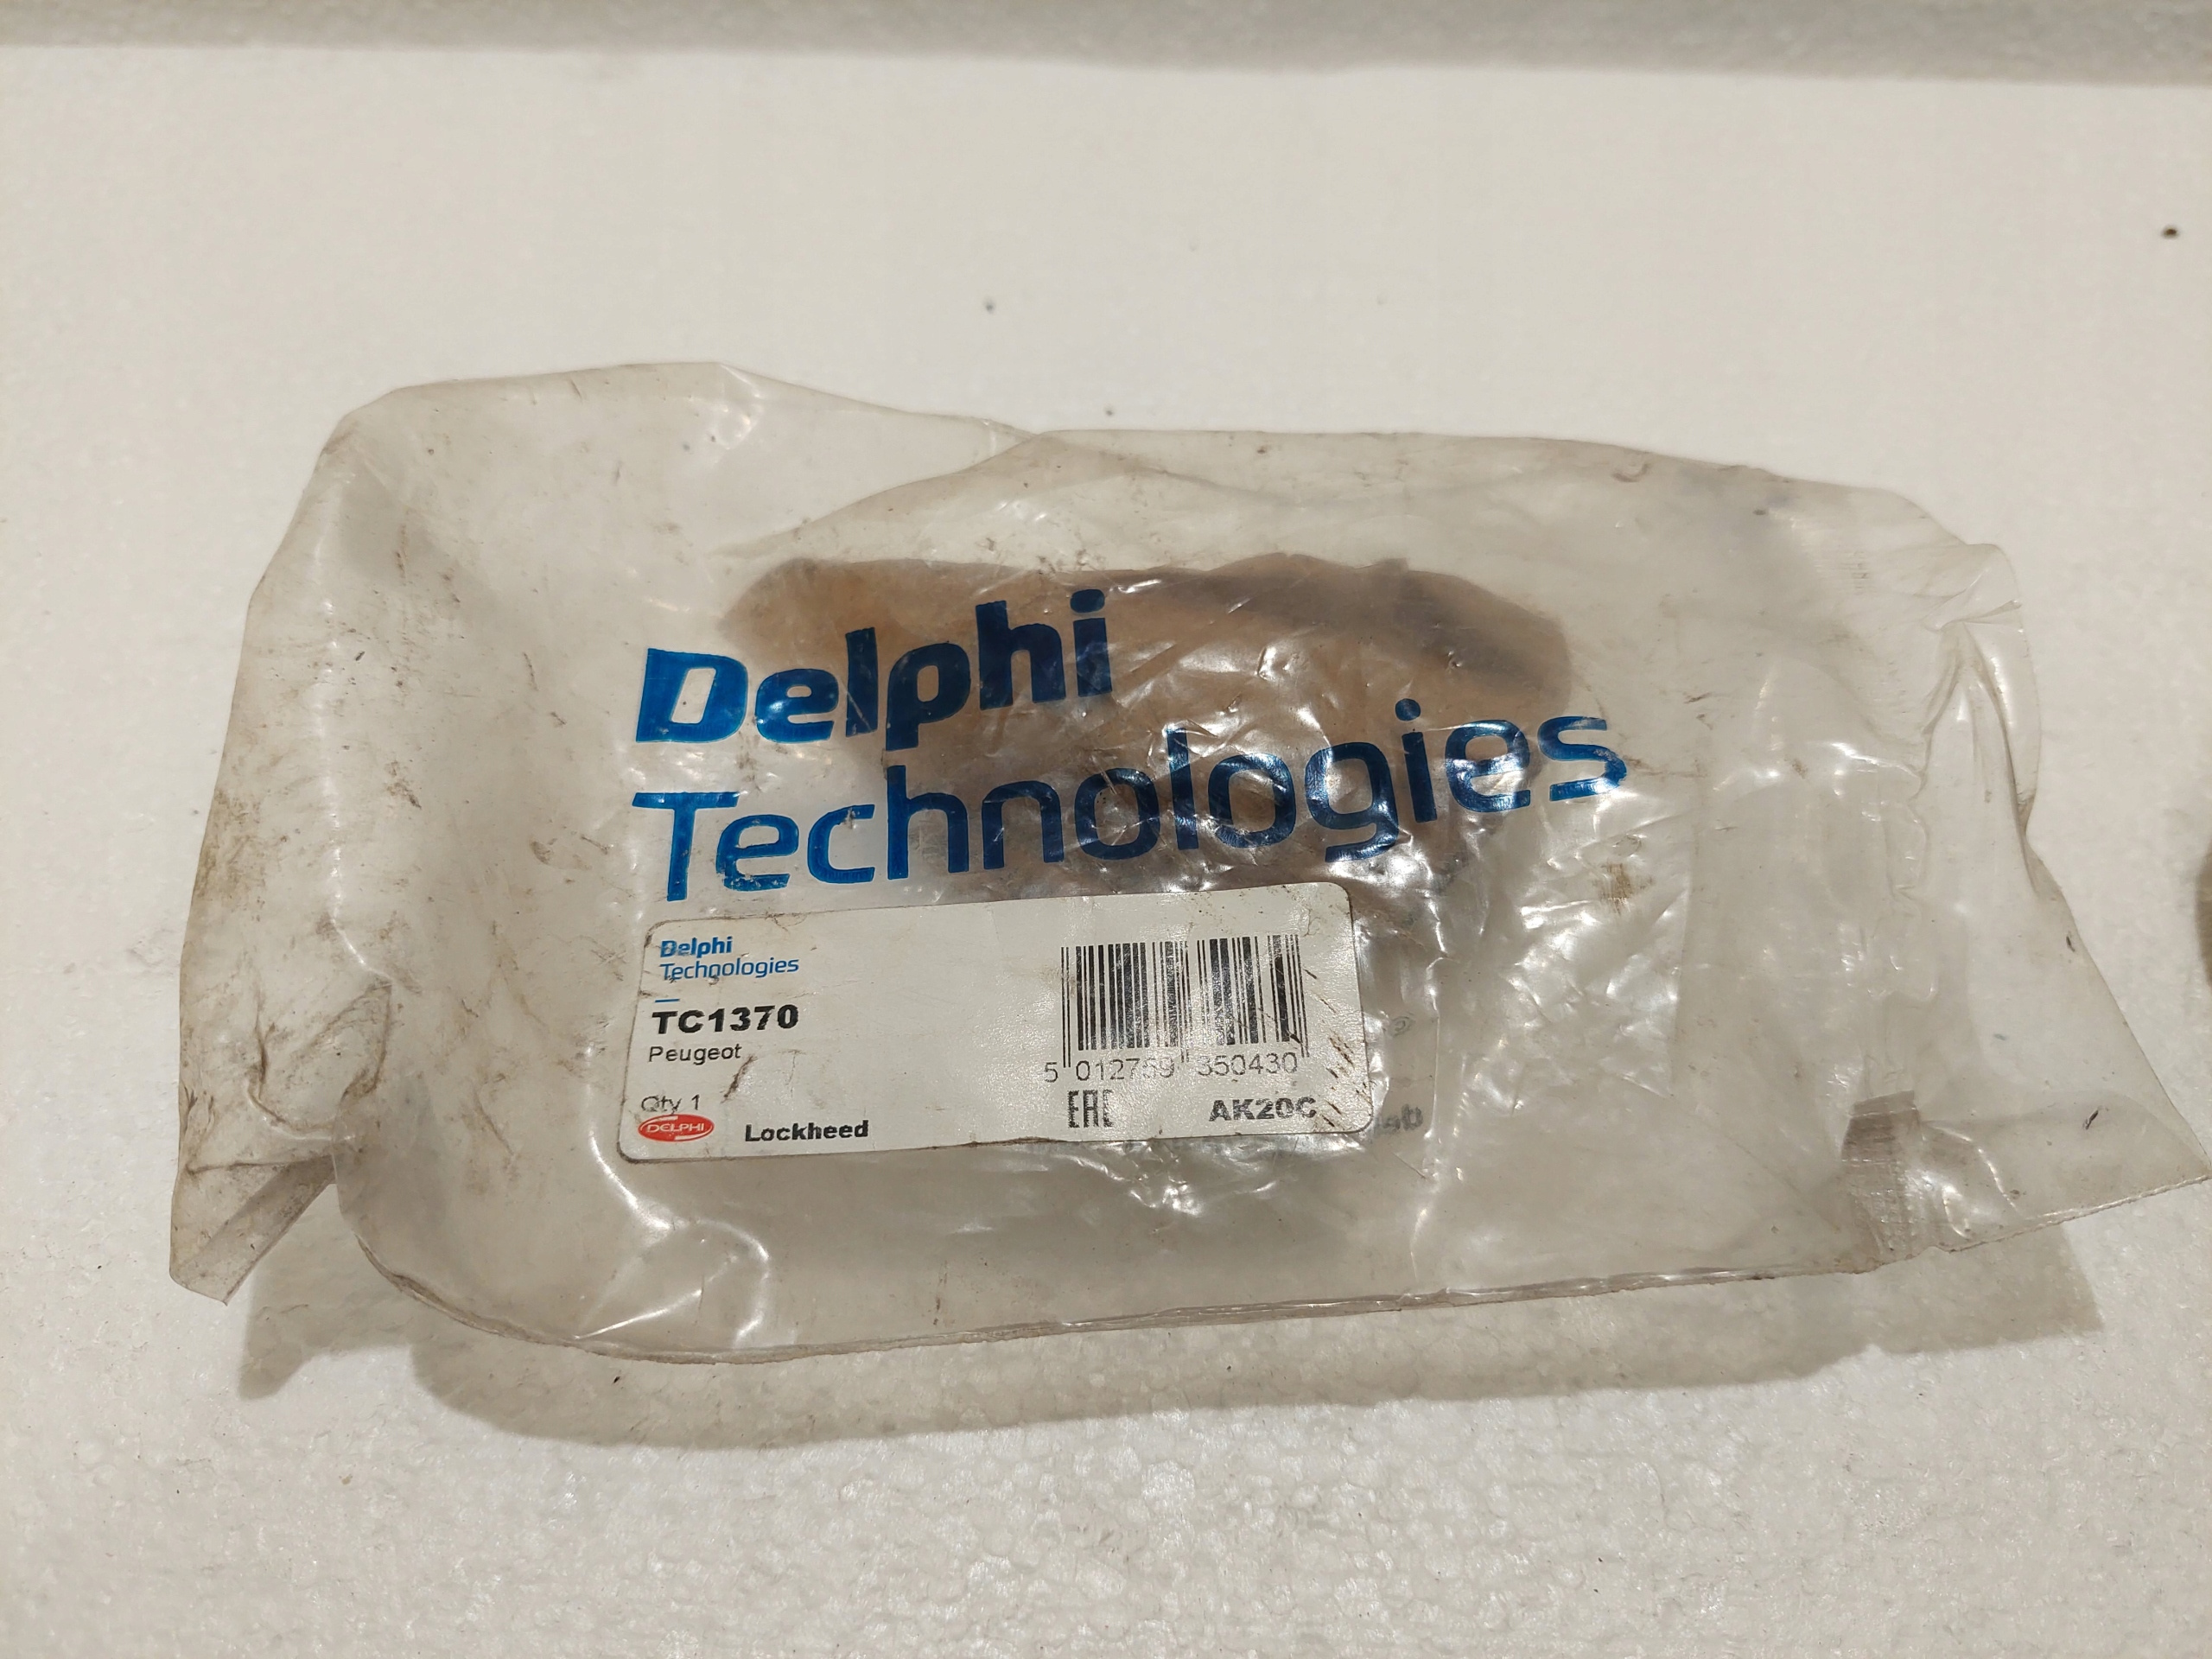 Delphi
Technologies
Delphi
Technologies
TC1370
Peugeot
Qty 1
DELPHI
Lockheed
5 012759 350430
EAC
AK20C